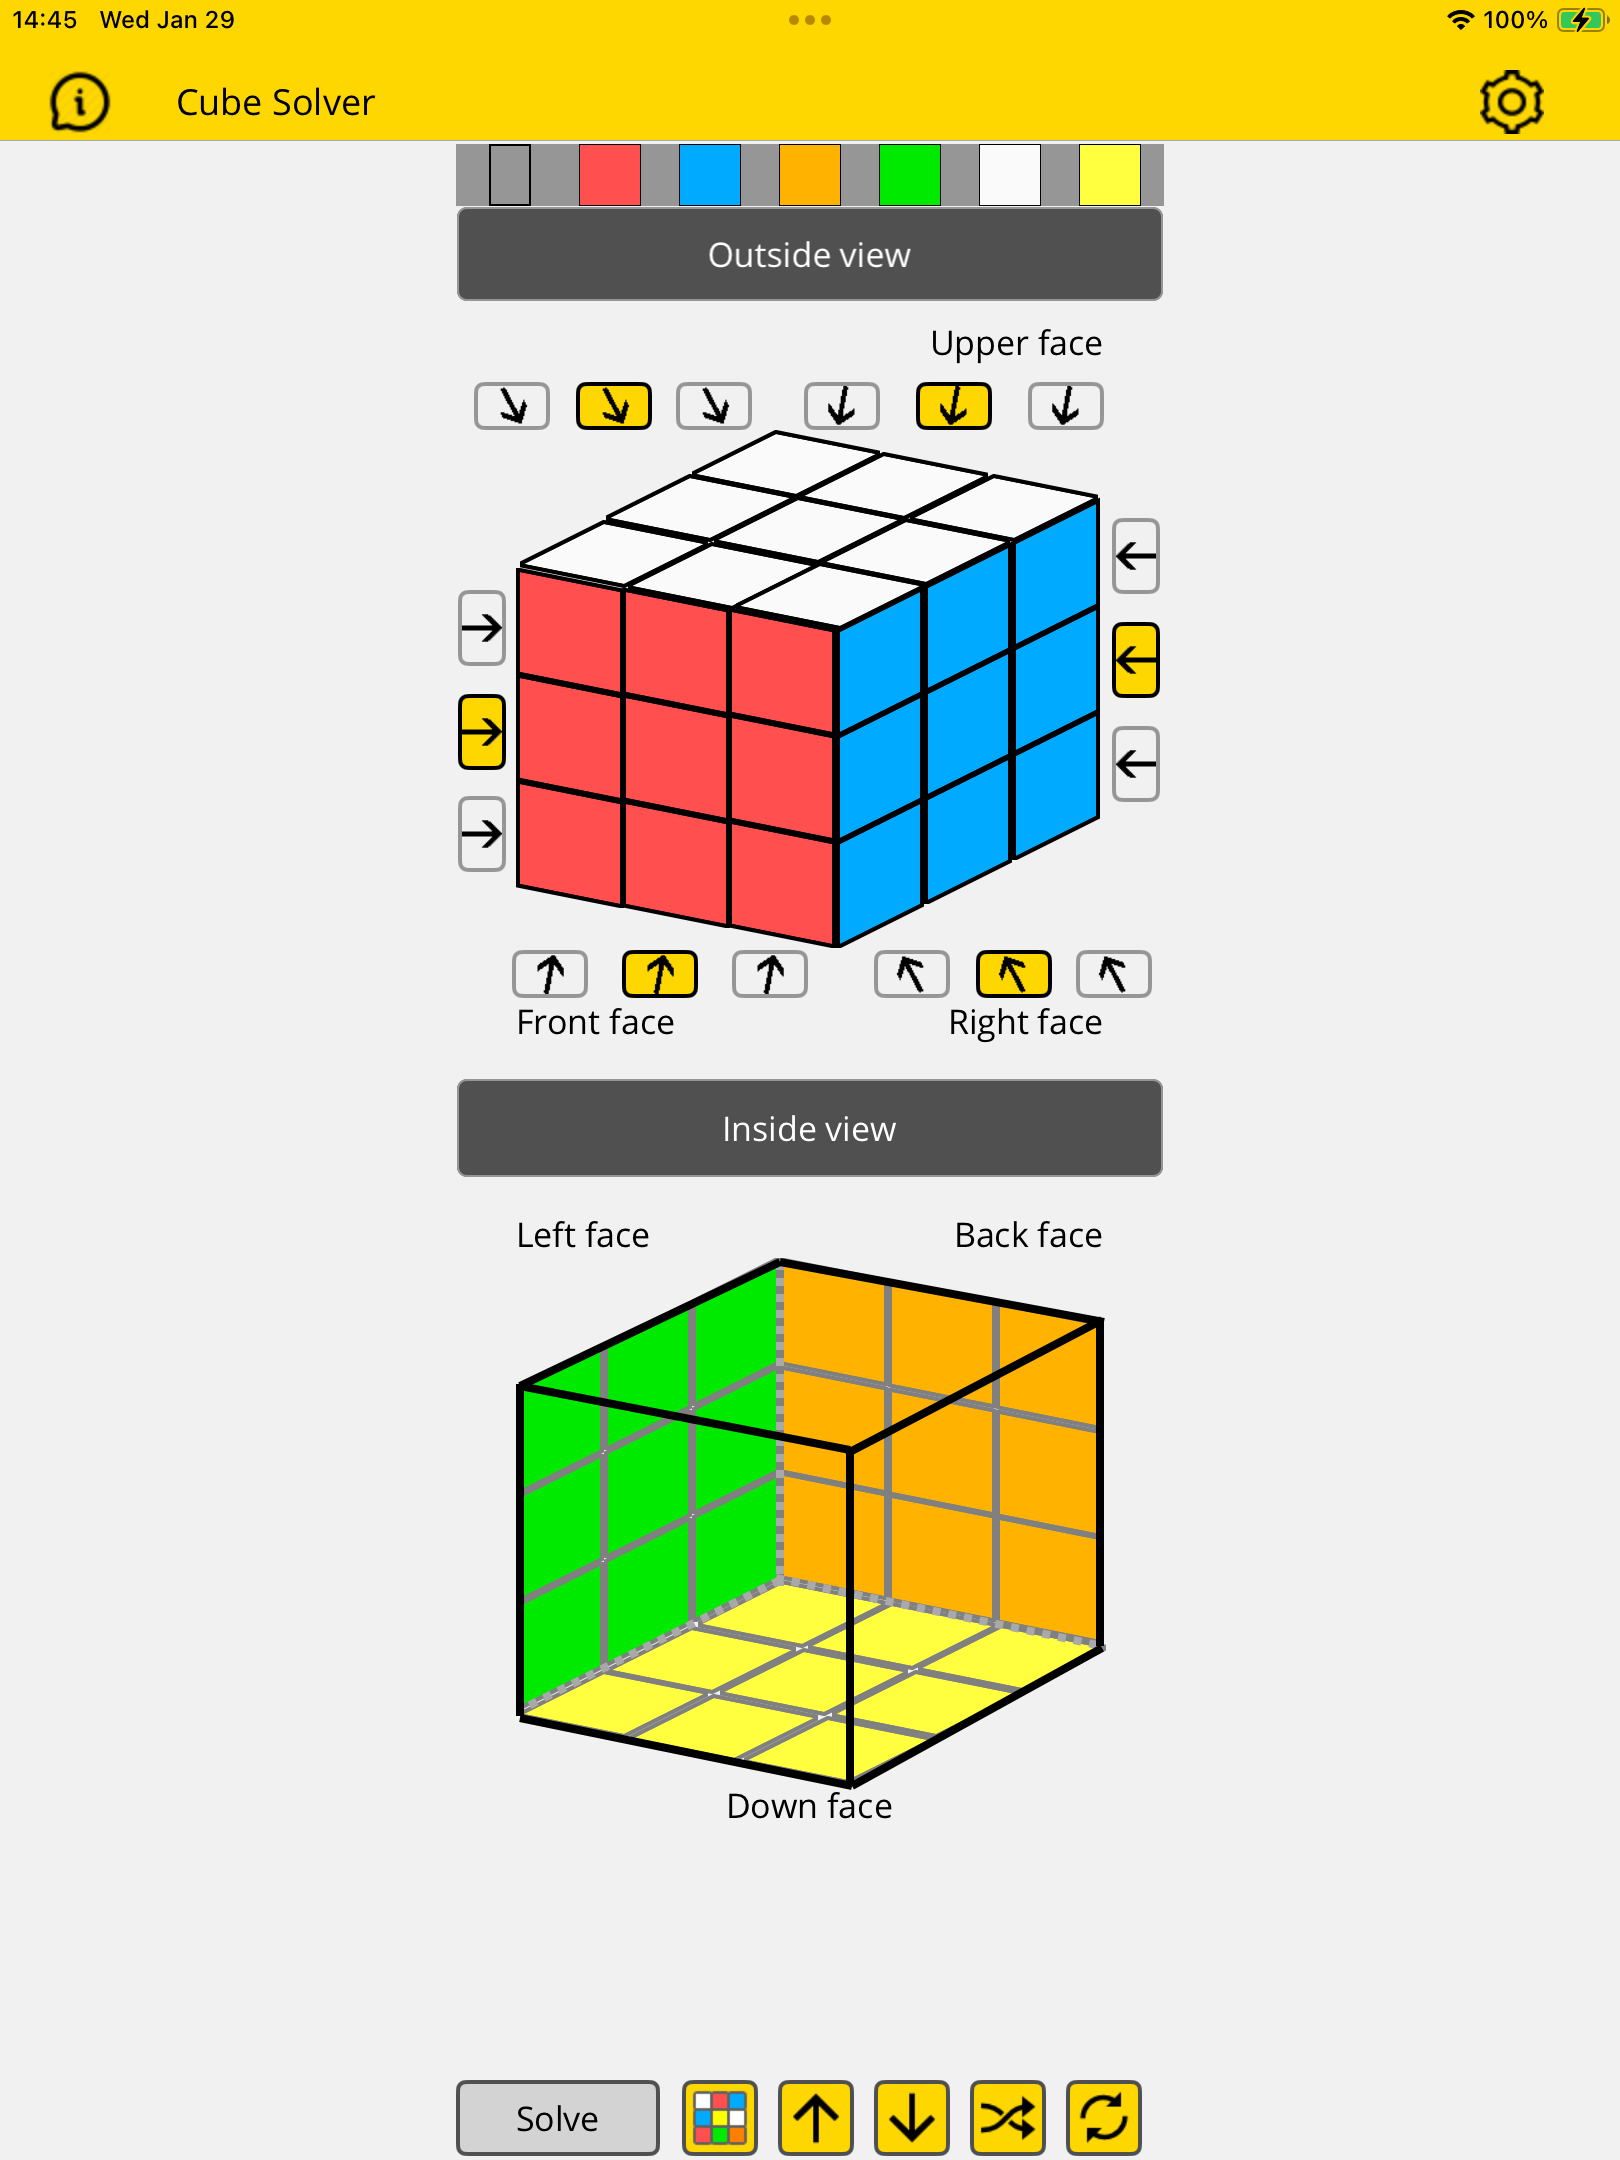 14:45 Wed Jan 29
100%
Cube Solver
Outside view
Upper face
Front face
Right face
Inside view
Left face
Back face
Down face
Solve